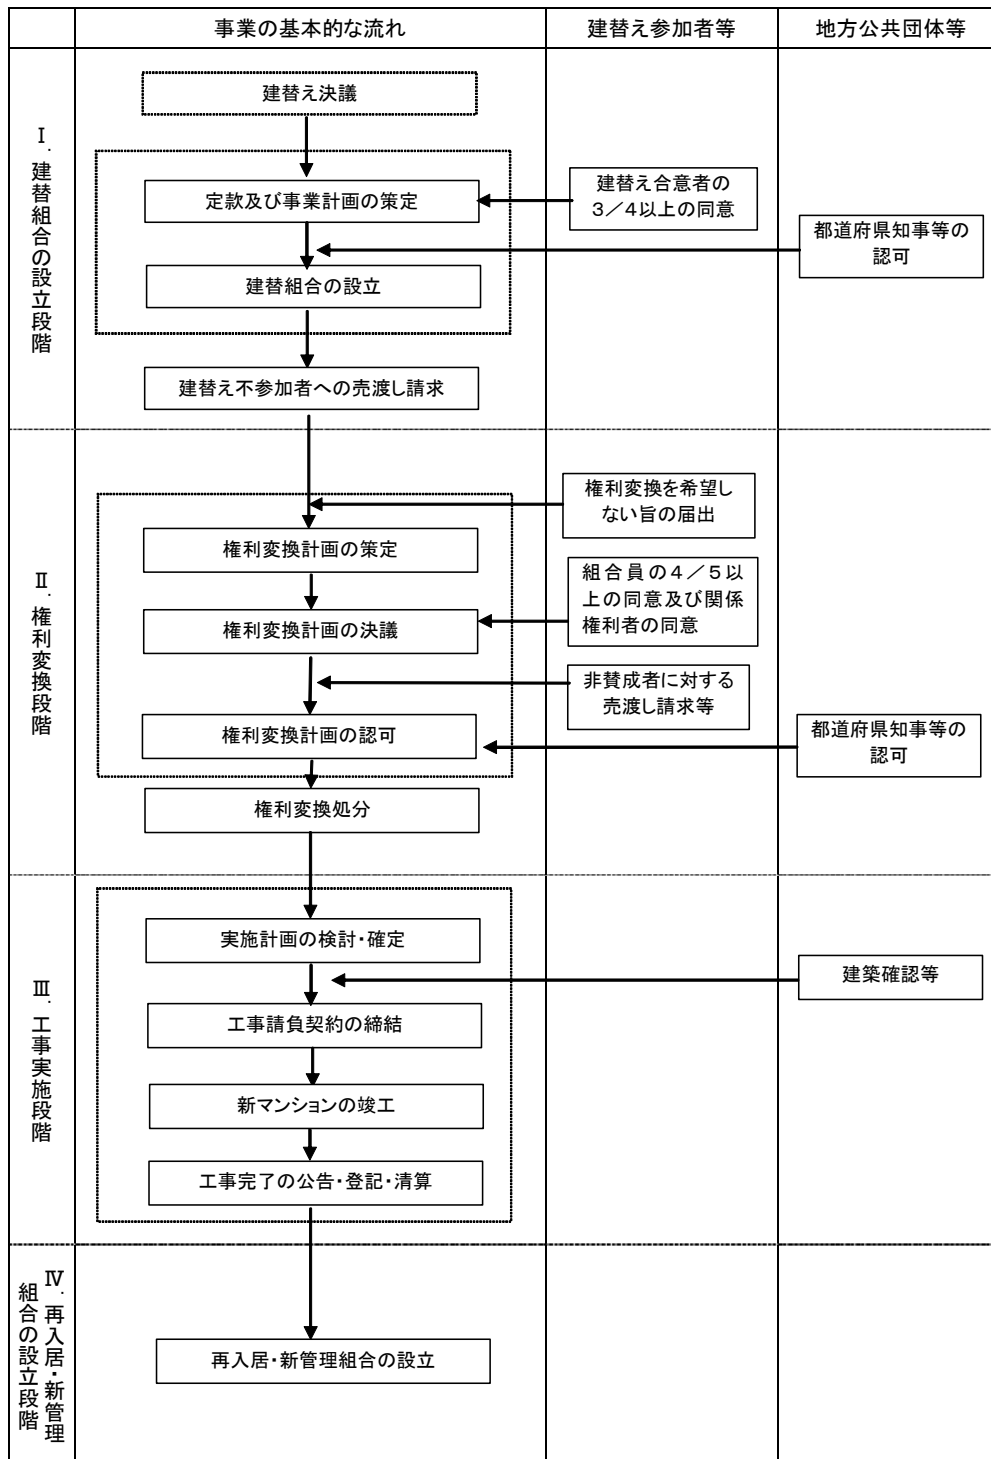 事業の基本的な流れ
建替え参加者等
地方公共団体等
Ⅰ．建替組合の設立段階
建替え決議
定款及び事業計画の策定
建替え合意者の
３／４以上の同意
都道府県知事等の
認可
建替組合の設立
建替え不参加者への売渡し請求
Ⅱ．権利変換段階
権利変換を希望し
ない旨の届出
権利変換計画の策定
組合員の４／５以
上の同意及び関係
権利者の同意
権利変換計画の決議
非賛成者に対する
売渡し請求等
権利変換計画の認可
都道府県知事等の
認可
権利変換処分
Ⅲ．工事実施段階
実施計画の検討・確定
建築確認等
工事請負契約の締結
新マンションの竣工
工事完了の公告・登記・清算
Ⅳ．再入居・新管理
組合の設立段階
再入居・新管理組合の設立